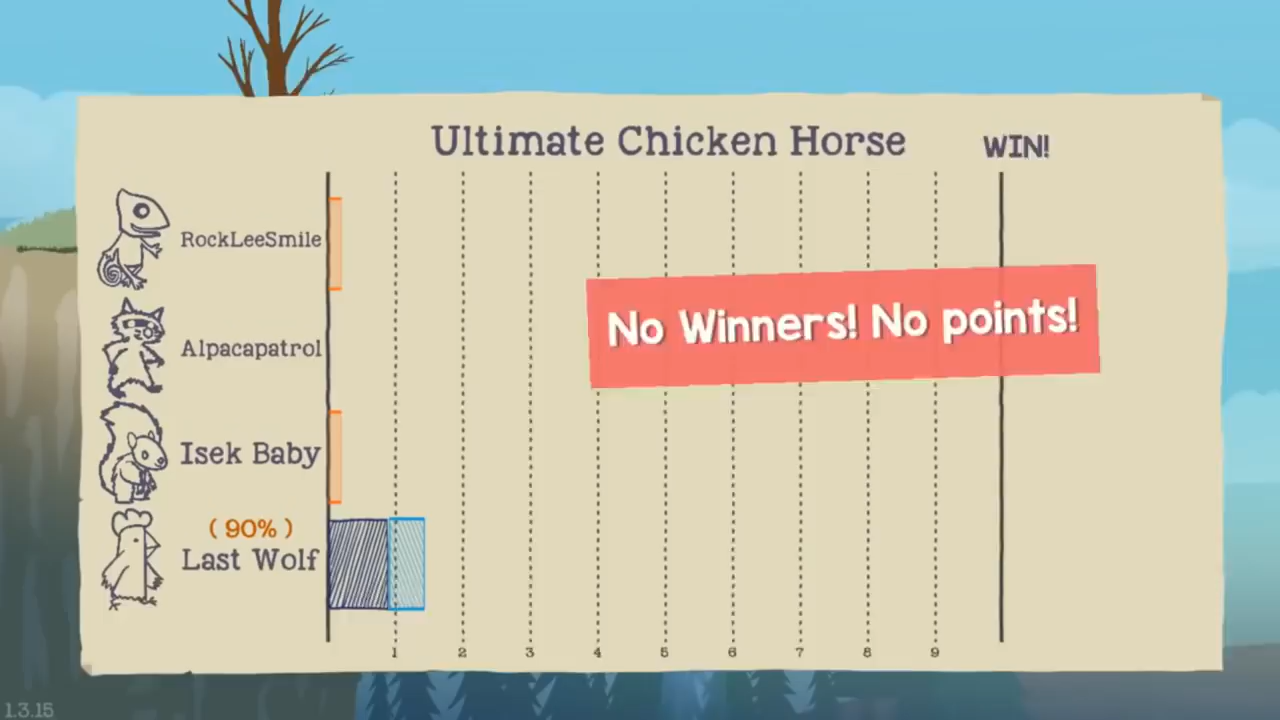 Ultimate Chicken Horse
WIN!
RockLeeSmile
No Winners! No points!
Alpacapatrol
Isek Baby
( 90% )
Last Wolf
1 2 3 4 5 6 7 8 9
1.3.15